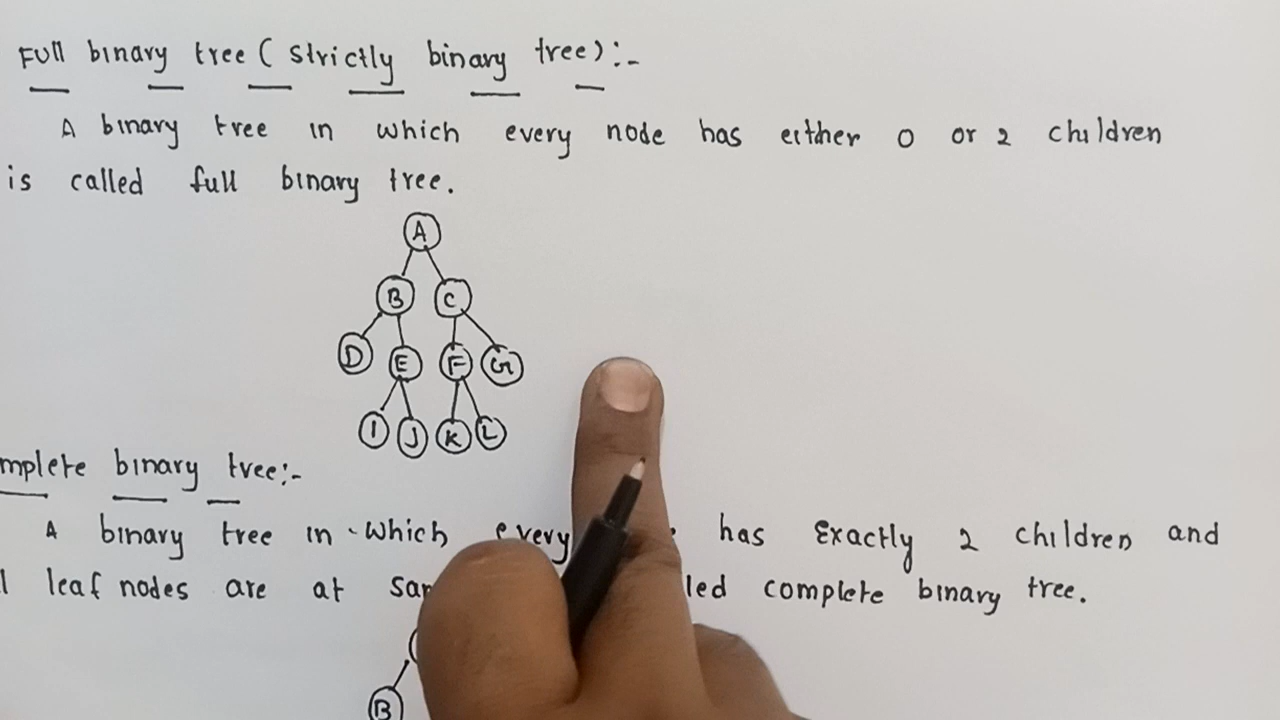 Full binary tree ( strictly binary tree):-
A binary tree in which every node has either 0 or 2 children
is called full binary tree.
A
B C
D E F G
I J K L
mplete binary tree:-
A binary tree in which every has Exactly 2 children and
leaf nodes are at complete binary tree.
B